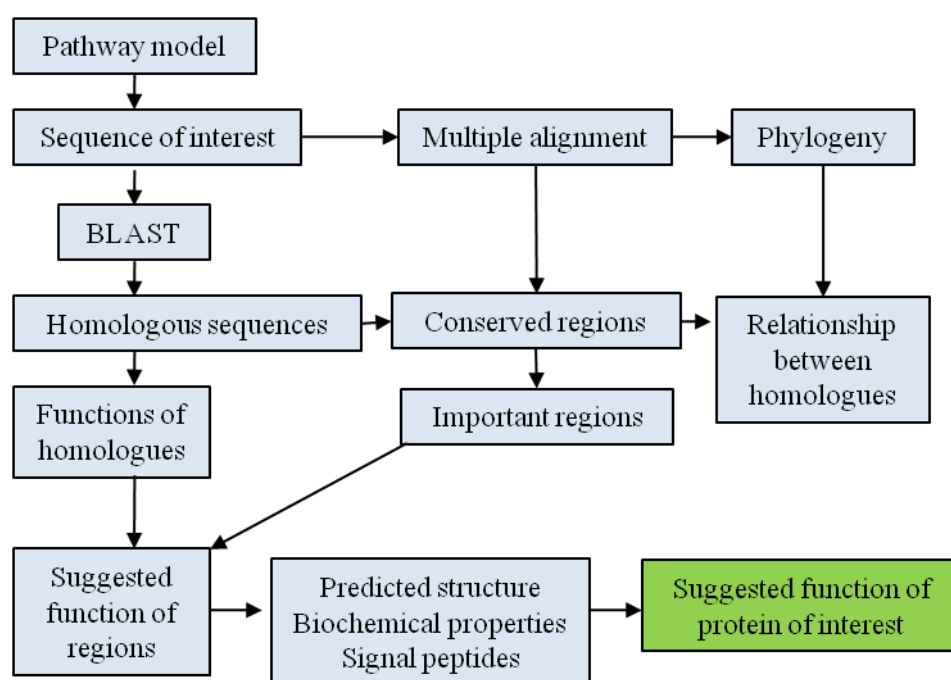 Pathway model
Sequence of interest
Multiple alignment
Phylogeny
BLAST
Homologous sequences
Conserved regions
Relationship
between
homologues
Functions of
homologues
Important regions
Suggested
function of
regions
Predicted structure
Biochemical properties
Signal peptides
Suggested function of
protein of interest